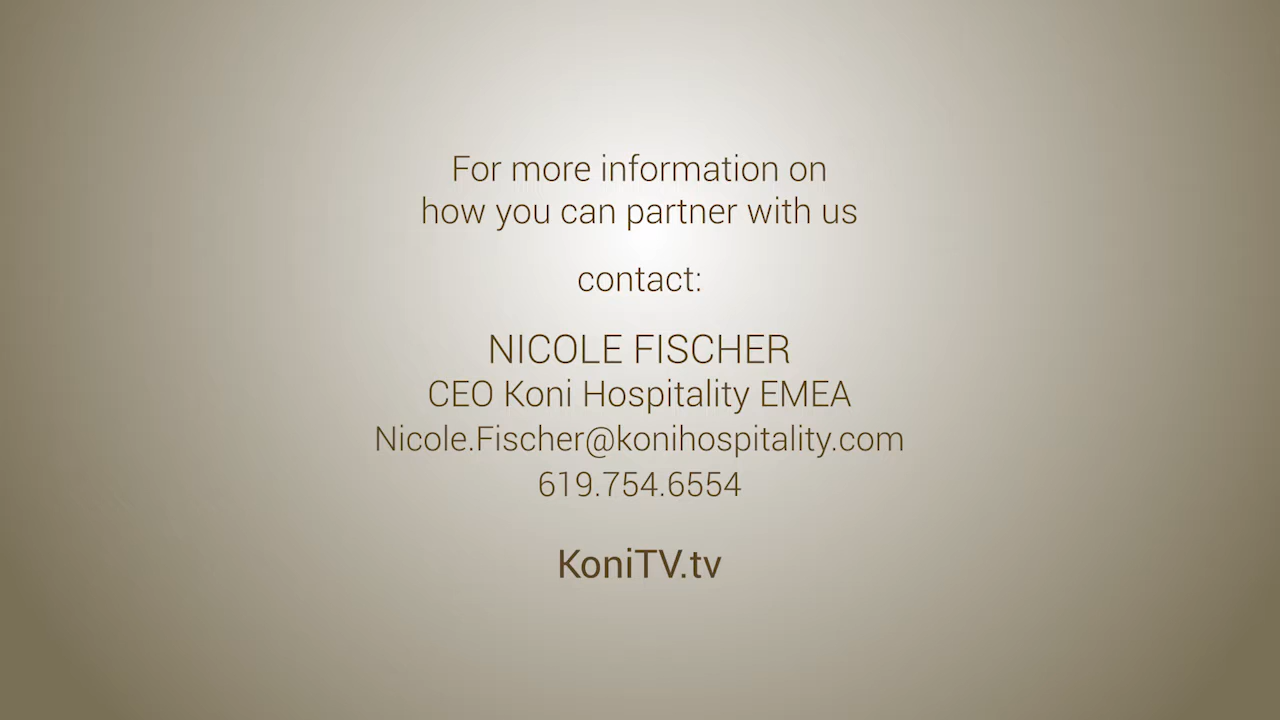 For more information on
how you can partner with us
contact:
NICOLE FISCHER
CEO Koni Hospitality EMEA
Nicole.Fischer@konihospitality.com
619.754.6554
KoniTV.tv